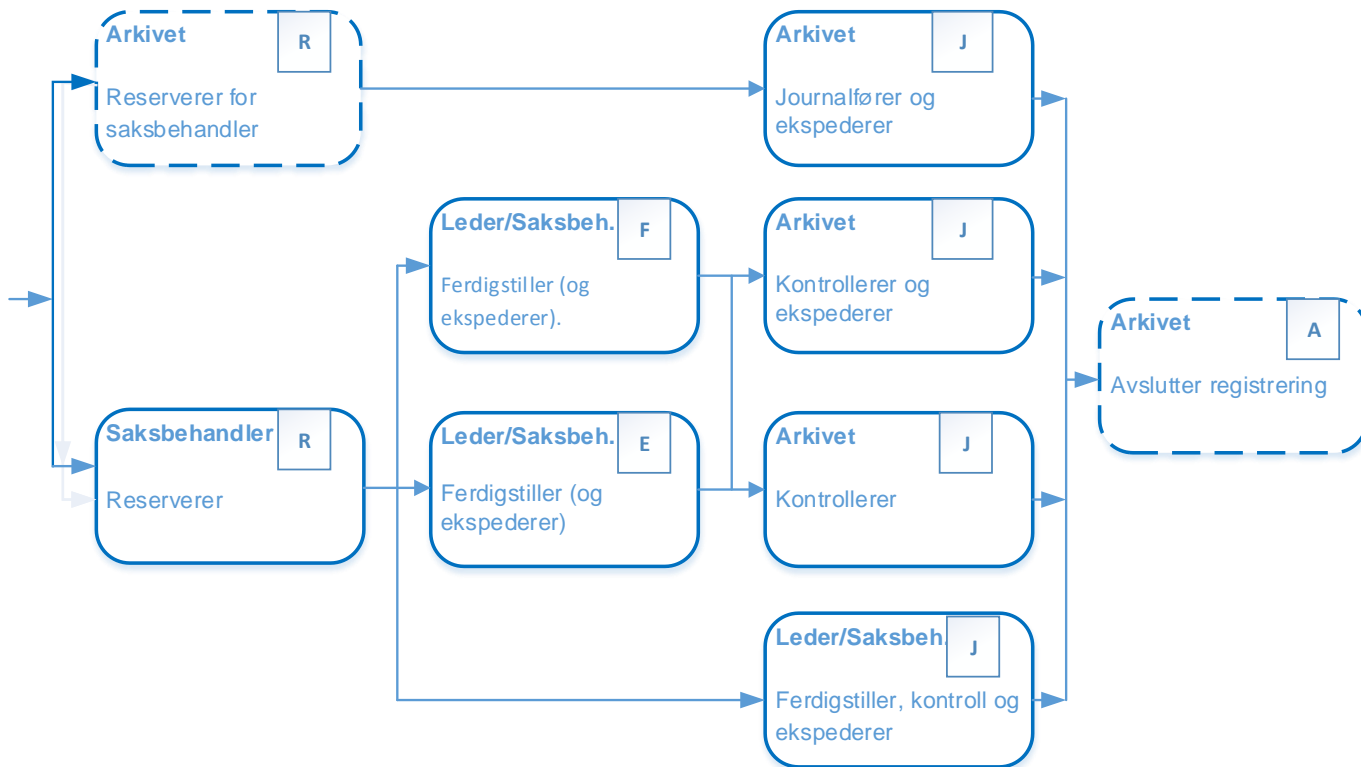 Arkivet
R
Reserverer for
saksbehandler
Arkivet
J
Journalfører og
ekspederer
Leder/Saksbeh.
F
Ferdigstiller (og
ekspederer).
Arkivet
J
Kontrollerer og
ekspederer
Arkivet
A
Avslutter registrering
Saksbehandler
R
Reserverer
Leder/Saksbeh.
E
Ferdigstiller (og
ekspederer)
Arkivet
J
Kontrollerer
Leder/Saksbeh.
J
Ferdigstiller, kontroll og
ekspederer